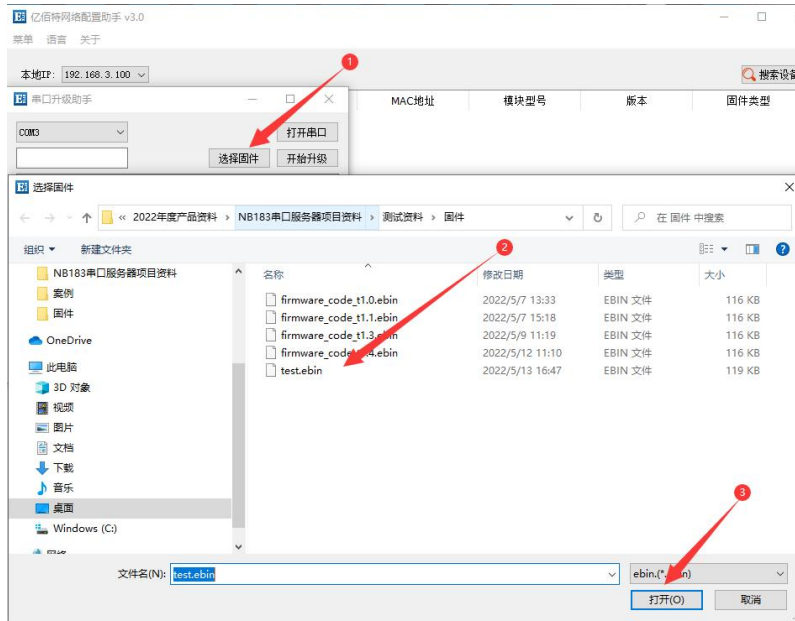 亿佰特网络配置助手 v3.0
菜单 语言 关于
本地IP: 192.168.3.100
搜索设备
串口升级助手
MAC地址 模块型号 版本 固件类型
COM3 打开串口
选择固件 开始升级
1
选择固件
« 2022年度产品资料 › NB183串口服务器项目资料 › 测试资料 › 固件
在 固件 中搜索
组织 新建文件夹
2
NB183串口服务器项目资料
案例
固件
OneDrive
此电脑
3D 对象
视频
图片
文档
下载
音乐
桌面
Windows (C:)
网络
名称 修改日期 类型 大小
firmware_code_t1.0.ebin 2022/5/7 13:33 EBIN 文件 116 KB
firmware_code_t1.1.ebin 2022/5/7 15:18 EBIN 文件 116 KB
firmware_code_t1.3.ebin 2022/5/9 11:19 EBIN 文件 116 KB
firmware_code_t1.4.ebin 2022/5/12 11:10 EBIN 文件 116 KB
test.ebin 2022/5/13 16:47 EBIN 文件 119 KB
3
文件名(N): test.ebin
打开(O) 取消